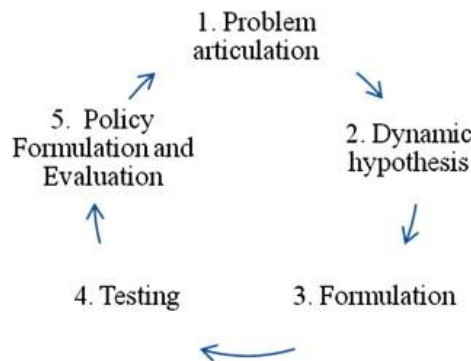 1. Problem
articulation
2. Dynamic
hypothesis
3. Formulation
4. Testing
5. Policy
Formulation and
Evaluation